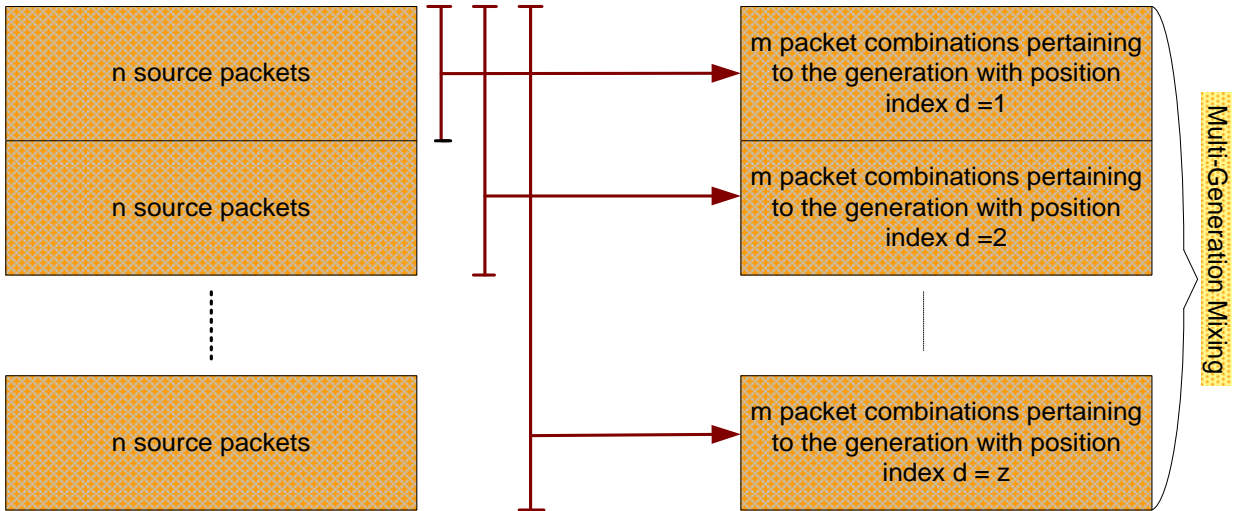 n source packets
m packet combinations pertaining
to the generation with position
index d =1
n source packets
m packet combinations pertaining
to the generation with position
index d =2
n source packets
m packet combinations pertaining
to the generation with position
index d = z
Multi-Generation Mixing